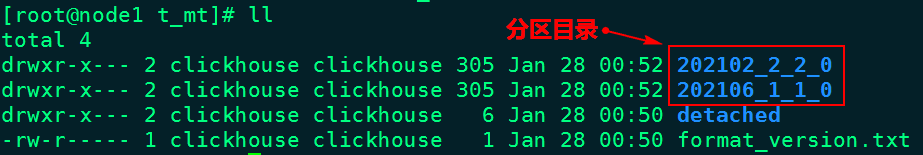 [root@node1 t_mt]# ll
total 4
分区目录
drwxr-x--- 2 clickhouse clickhouse 305 Jan 28 00:52 202102_2_2_0
drwxr-x--- 2 clickhouse clickhouse 305 Jan 28 00:52 202106_1_1_0
drwxr-x--- 2 clickhouse clickhouse   6 Jan 28 00:50 detached
-rw-r----- 1 clickhouse clickhouse   1 Jan 28 00:50 format_version.txt